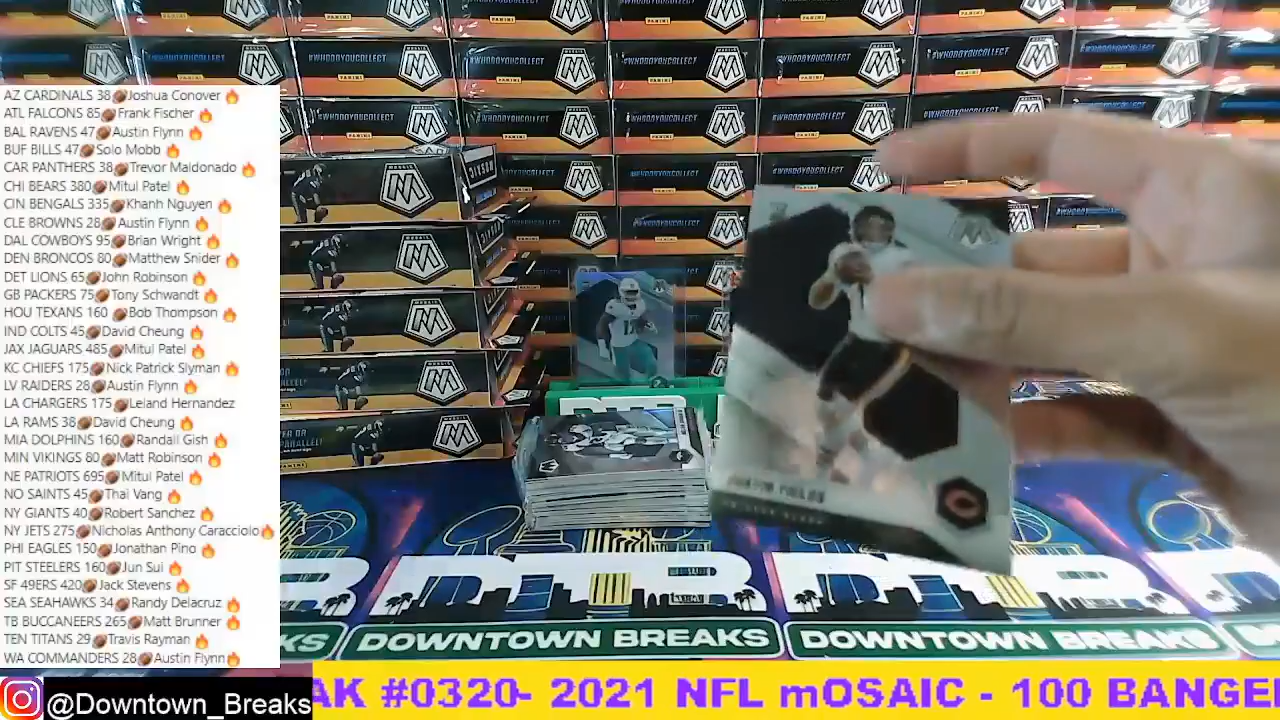 #WHODOYOUCOLLECT
PANINI
MOSAIC
AZ CARDINALS 38🏈Joshua Conover 🔥
ATL FALCONS 85🏈Frank Fischer 🔥
BAL RAVENS 47🏈Austin Flynn 🔥
BUF BILLS 47🏈Solo Mobb 🔥
CAR PANTHERS 38🏈Trevor Maldonado 🔥
CHI BEARS 380🏈Mitul Patel 🔥
CIN BENGALS 335🏈Khanh Nguyen 🔥
CLE BROWNS 28🏈Austin Flynn 🔥
DAL COWBOYS 95🏈Brian Wright 🔥
DEN BRONCOS 80🏈Matthew Snider 🔥
DET LIONS 65🏈John Robinson 🔥
GB PACKERS 75🏈Tony Schwandt 🔥
HOU TEXANS 160 🏈Bob Thompson 🔥
IND COLTS 45🏈David Cheung 🔥
JAX JAGUARS 485🏈Mitul Patel 🔥
KC CHIEFS 175🏈Nick Patrick Slyman 🔥
LV RAIDERS 28🏈Austin Flynn 🔥
LA CHARGERS 175🏈Leland Hernandez
LA RAMS 38🏈David Cheung 🔥
MIA DOLPHINS 160🏈Randall Gish 🔥
MIN VIKINGS 80🏈Matt Robinson 🔥
NE PATRIOTS 695🏈Mitul Patel 🔥
NO SAINTS 45🏈Thai Vang 🔥
NY GIANTS 40🏈Robert Sanchez 🔥
NY JETS 275🏈Nicholas Anthony Caracciolo🔥
PHI EAGLES 150🏈Jonathan Pino 🔥
PIT STEELERS 160🏈Jun Sui 🔥
SF 49ERS 420🏈Jack Stevens 🔥
SEA SEAHAWKS 34🏈Randy Delacruz 🔥
TB BUCCANEERS 265🏈Matt Brunner 🔥
TEN TITANS 29🏈Travis Rayman 🔥
WA COMMANDERS 28🏈Austin Flynn🔥
JUSTIN FIELDS
DTBR
DOWNTOWN BREAKS
DOWNTOWN BREAKS
@Downtown_Breaks
AK #0320- 2021 NFL mOSAIC - 100 BANGE